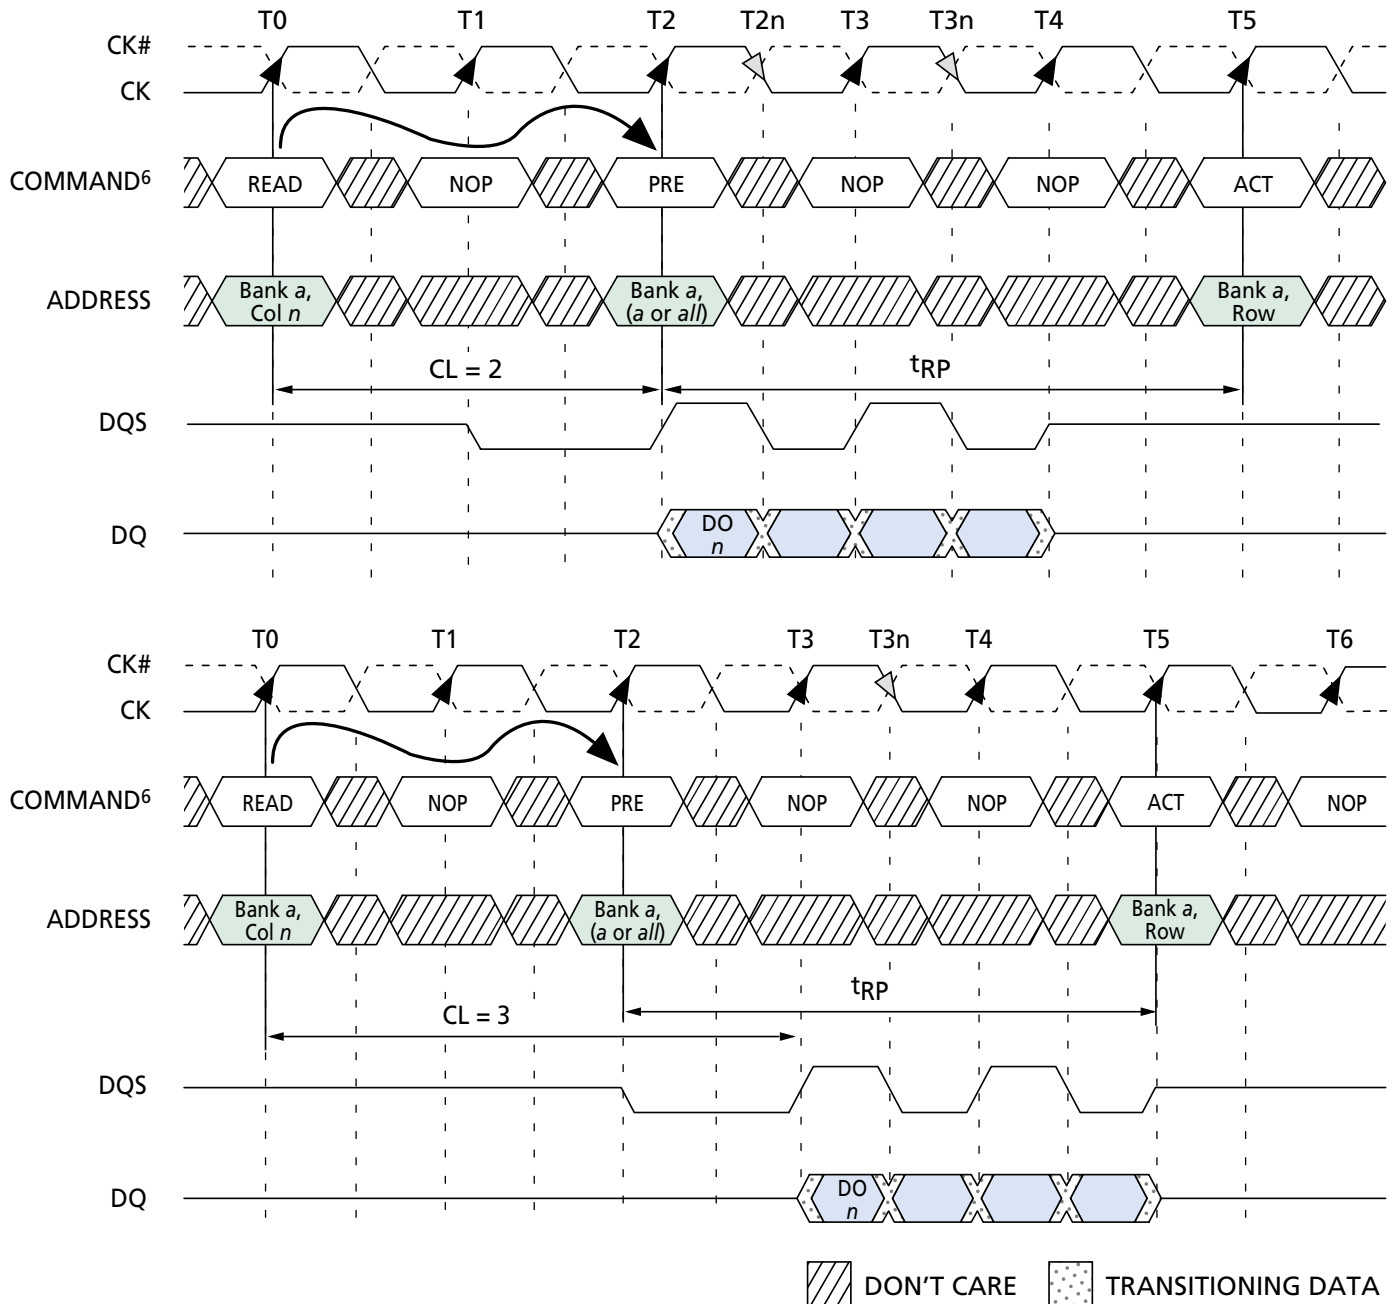 T0 T1 T2 T2n T3 T3n T4 T5
CK#
CK
COMMAND6 READ NOP PRE NOP NOP ACT
ADDRESS
Bank a,
Col n
Bank a,
(a or all)
Bank a,
Row
CL = 2
tRP
DQS
DQ
DO
n
T0 T1 T2 T3 T3n T4 T5 T6
CK#
CK
COMMAND6 READ NOP PRE NOP NOP ACT NOP
ADDRESS
Bank a,
Col n
Bank a,
(a or all)
Bank a,
Row
tRP
CL = 3
DQS
DQ
DO
n
DON'T CARE TRANSITIONING DATA